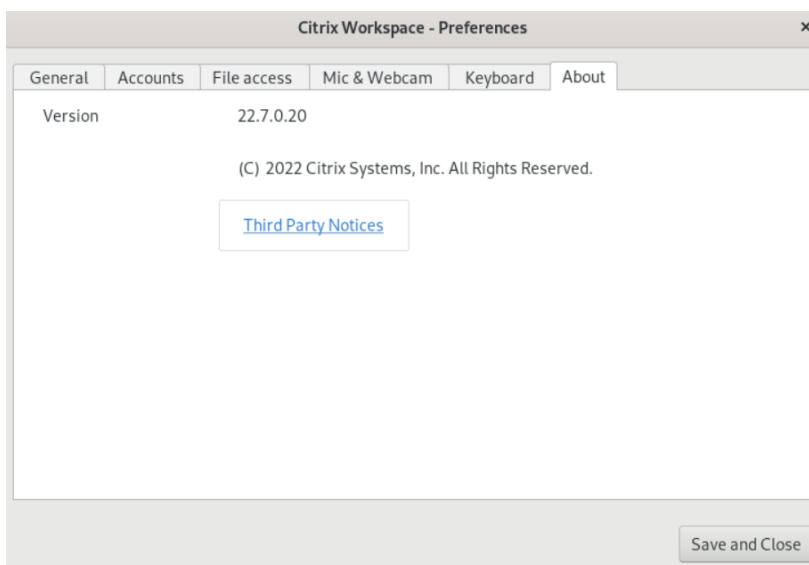 Citrix Workspace - Preferences ×
General Accounts File access Mic & Webcam Keyboard About
Version 22.7.0.20
(C) 2022 Citrix Systems, Inc. All Rights Reserved.
Third Party Notices
Save and Close